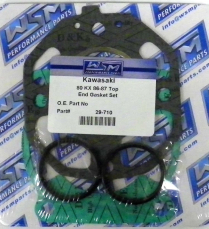 WSM
PERFORMANCE PARTS
Kawasaki
80 KX 86-87 Top
End Gasket Set
O.E. Part No
Part# 29-710